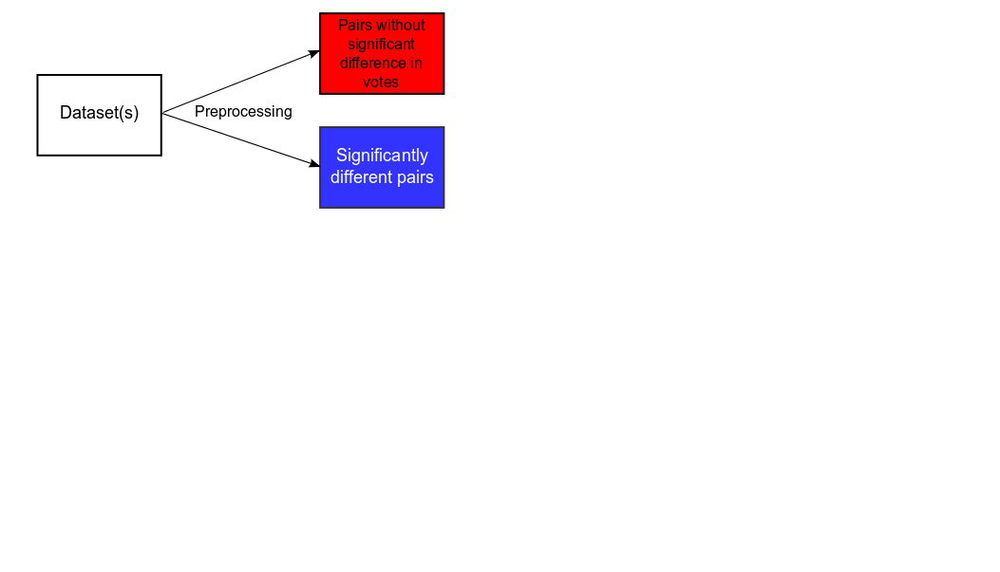 Pairs without
significant
difference in
votes
Dataset(s)
Preprocessing
Significantly
different pairs